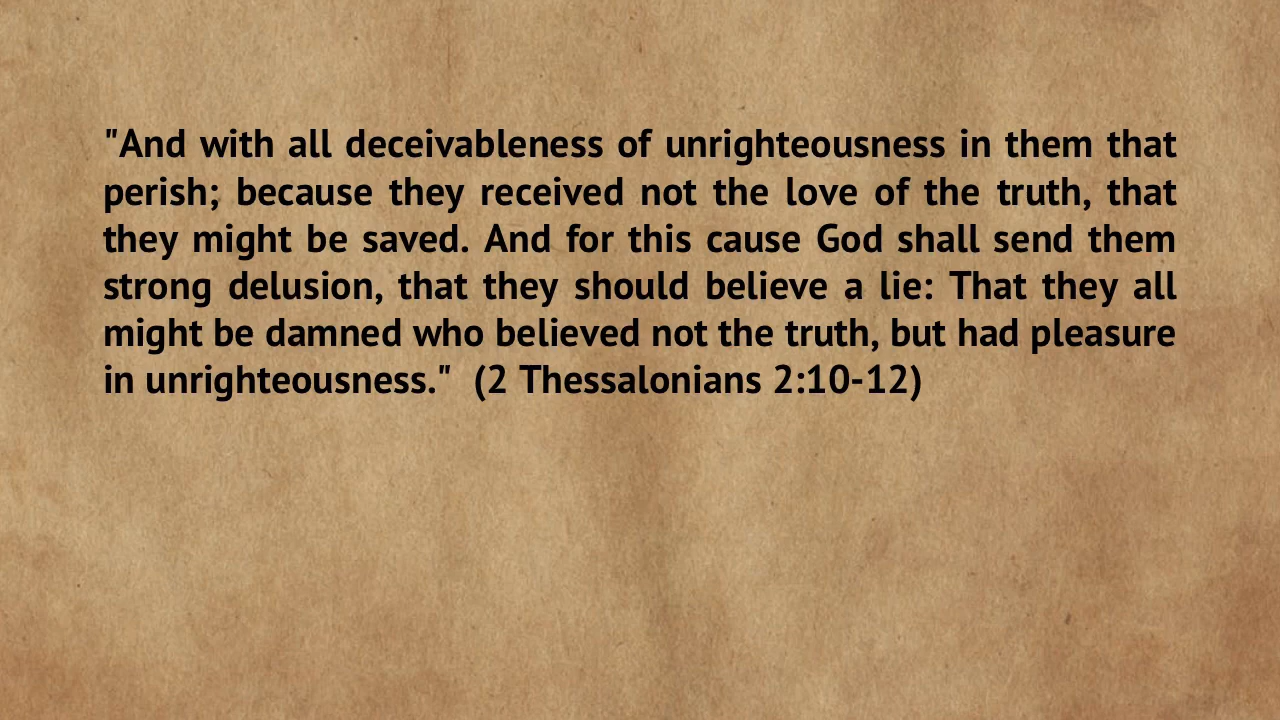 "And with all deceivableness of unrighteousness in them that
perish; because they received not the love of the truth, that
they might be saved. And for this cause God shall send them
strong delusion, that they should believe a lie: That they all
might be damned who believed not the truth, but had pleasure
in unrighteousness."  (2 Thessalonians 2:10-12)